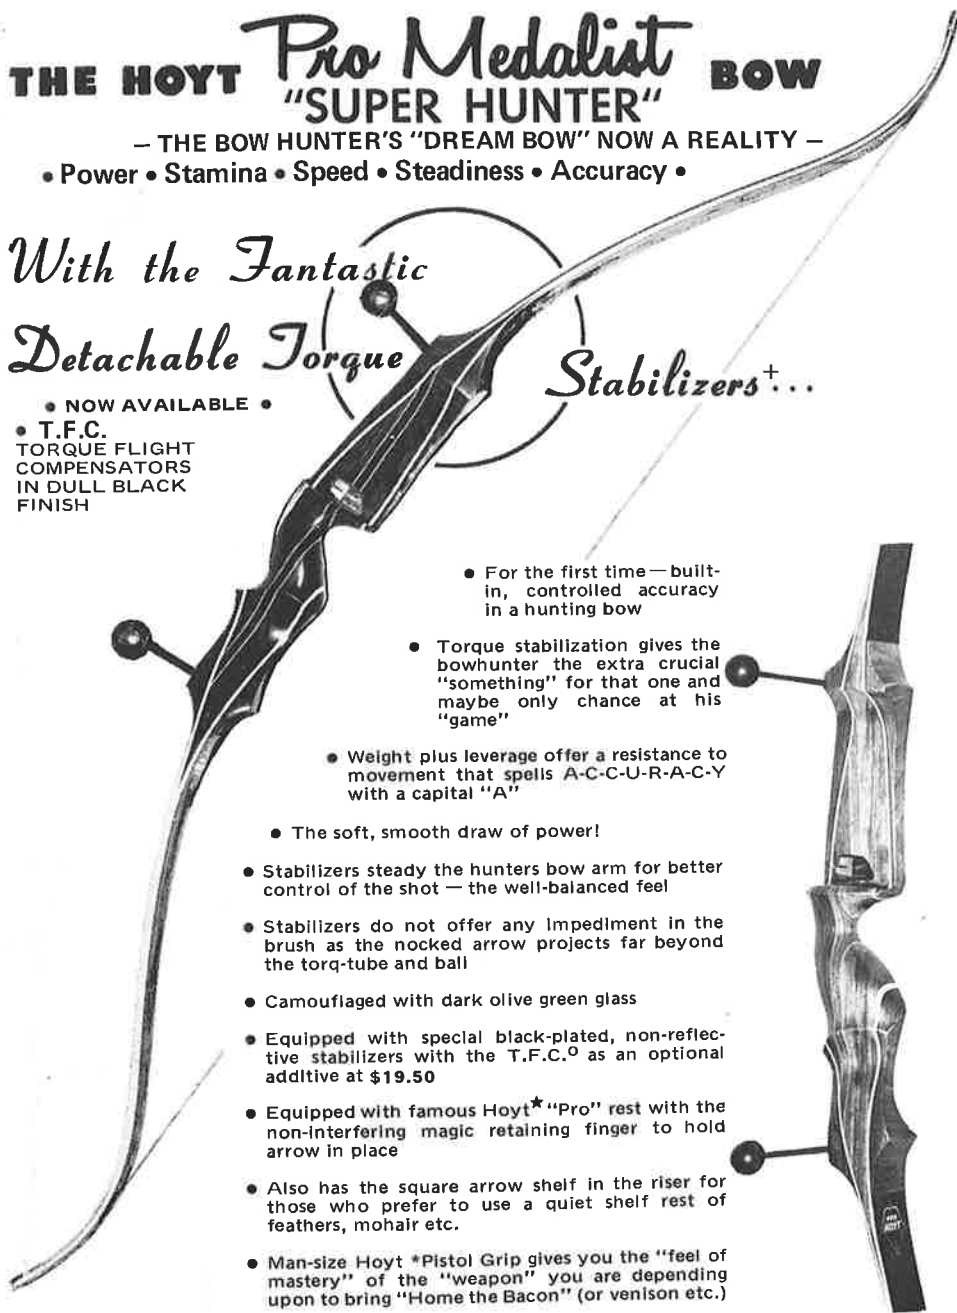 THE HOYT Pro Medalist BOW
"SUPER HUNTER"
– THE BOW HUNTER'S "DREAM BOW" NOW A REALITY –
• Power • Stamina • Speed • Steadiness • Accuracy •
With the Fantastic
Detachable Torque
Stabilizers+...
• NOW AVAILABLE •
• T.F.C.
TORQUE FLIGHT
COMPENSATORS
IN DULL BLACK
FINISH
• For the first time — built-
in, controlled accuracy
in a hunting bow
• Torque stabilization gives the
bowhunter the extra crucial
"something" for that one and
maybe only chance at his
"game"
• Weight plus leverage offer a resistance to
movement that spells A-C-C-U-R-A-C-Y
with a capital "A"
• The soft, smooth draw of power!
• Stabilizers steady the hunters bow arm for better
control of the shot — the well-balanced feel
• Stabilizers do not offer any impediment in the
brush as the nocked arrow projects far beyond
the torq-tube and ball
• Camouflaged with dark olive green glass
• Equipped with special black-plated, non-reflec-
tive stabilizers with the T.F.C.° as an optional
additive at $19.50
• Equipped with famous Hoyt★ "Pro" rest with the
non-interfering magic retaining finger to hold
arrow in place
• Also has the square arrow shelf in the riser for
those who prefer to use a quiet shelf rest of
feathers, mohair etc.
• Man-size Hoyt *Pistol Grip gives you the "feel of
mastery" of the "weapon" you are depending
upon to bring "Home the Bacon" (or venison etc.)
HOYT